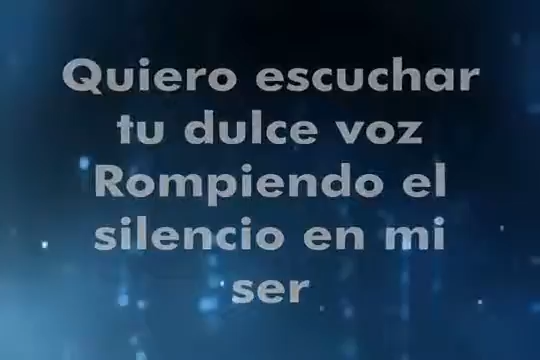 Quiero escuchar
tu dulce voz
Rompiendo el
silencio en mi
ser